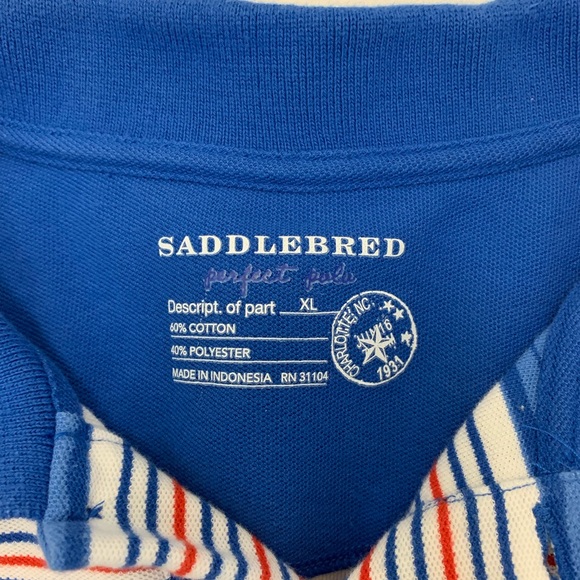 SADDLEBRED
perfect polo
Descript. of part XL
60% COTTON
40% POLYESTER
MADE IN INDONESIA RN 31104
CHARLOTTE, NC.
1931